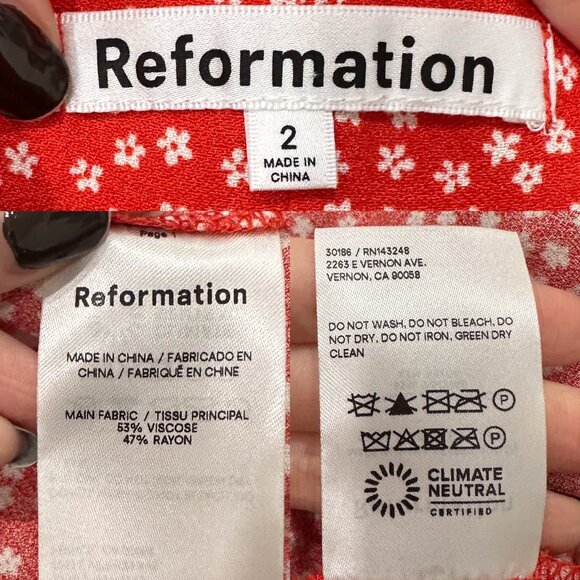 Reformation
2
MADE IN
CHINA
Page 1
Reformation
MADE IN CHINA / FABRICADO EN
CHINA / FABRIQUÉ EN CHINE
MAIN FABRIC / TISSU PRINCIPAL
53% VISCOSE
47% RAYON
30186 / RN143248
2263 E VERNON AVE.
VERNON, CA 90058
DO NOT WASH, DO NOT BLEACH, DO
NOT DRY, DO NOT IRON, GREEN DRY
CLEAN
P
P
CLIMATE
NEUTRAL
CERTIFIED